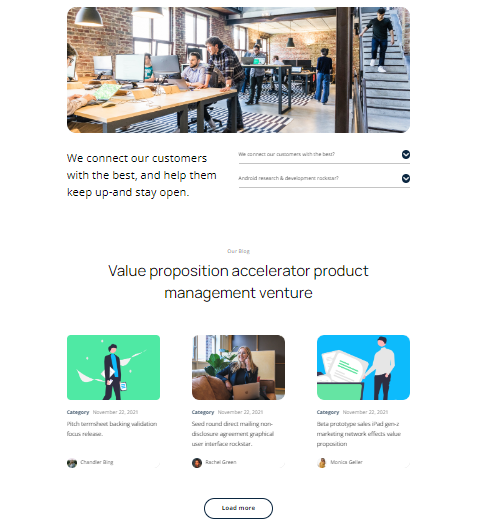 We connect our customers
with the best, and help them
keep up-and stay open.
We connect our customers with the best?
Android research & development rockstar?
Our Blog
Value proposition accelerator product
management venture
Category November 22, 2021
Pitch termsheet backing validation
focus release.
Chandler Bing
Category November 22, 2021
Seed round direct mailing non-
disclosure agreement graphical
user interface rockstar.
Rachel Green
Category November 22, 2021
Beta prototype sales iPad gen-z
marketing network effects value
proposition
Monica Geller
Load more